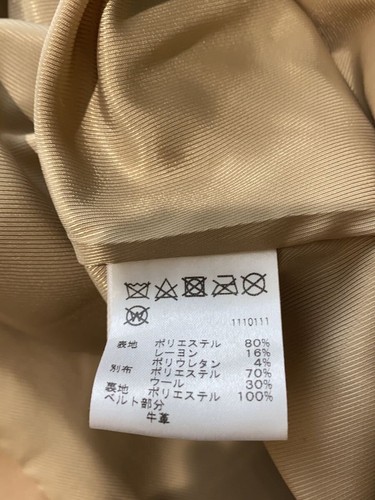 1110111
表地 ポリエステル 80%
レーヨン 16%
ポリウレタン 4%
別布 ポリエステル 70%
ウール 30%
裏地 ポリエステル 100%
ベルト部分
牛革